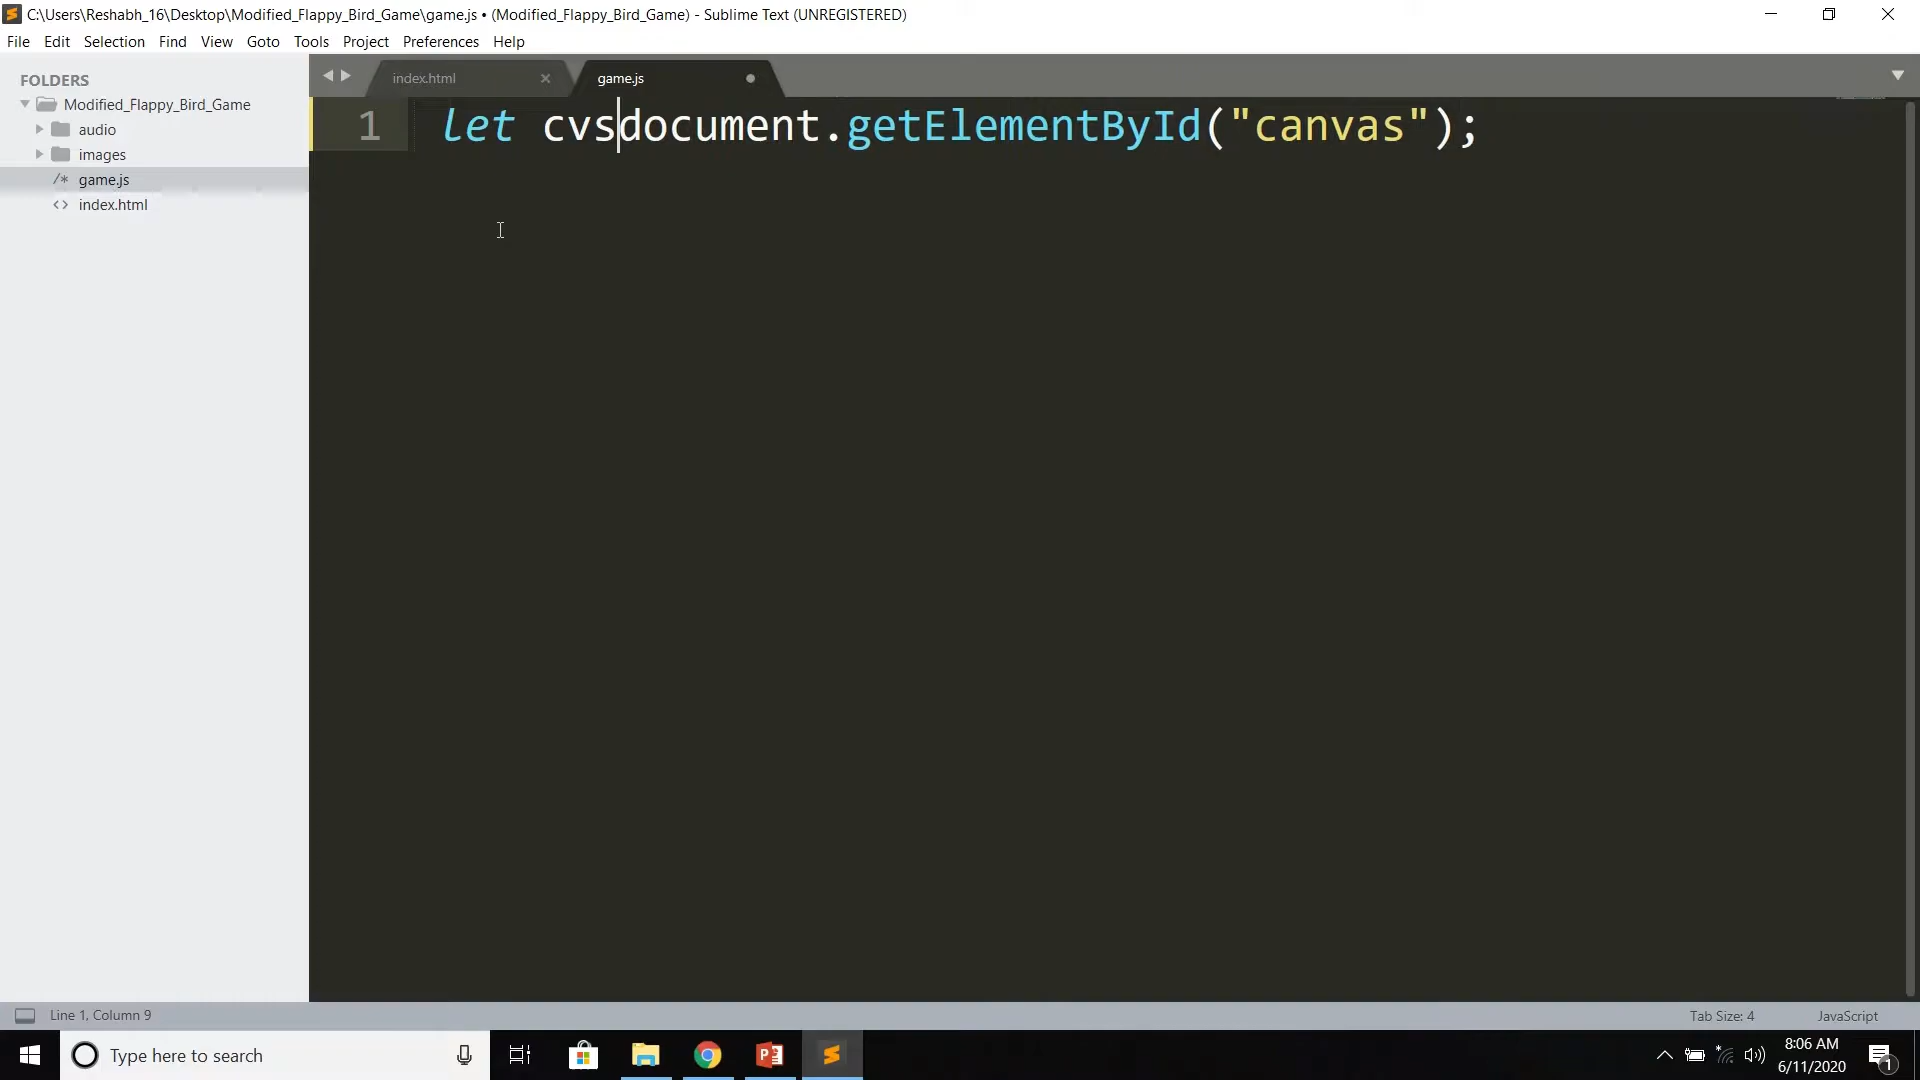 C:\Users\Reshabh_16\Desktop\Modified_Flappy_Bird_Game\game.js • (Modified_Flappy_Bird_Game) - Sublime Text (UNREGISTERED)
File Edit Selection Find View Goto Tools Project Preferences Help
FOLDERS
Modified_Flappy_Bird_Game
audio
images
/* game.js
<> index.html
index.html
game.js
1 let cvsdocument.getElementById("canvas");
Line 1, Column 9
Tab Size: 4
JavaScript
Type here to search
8:06 AM
6/11/2020
1